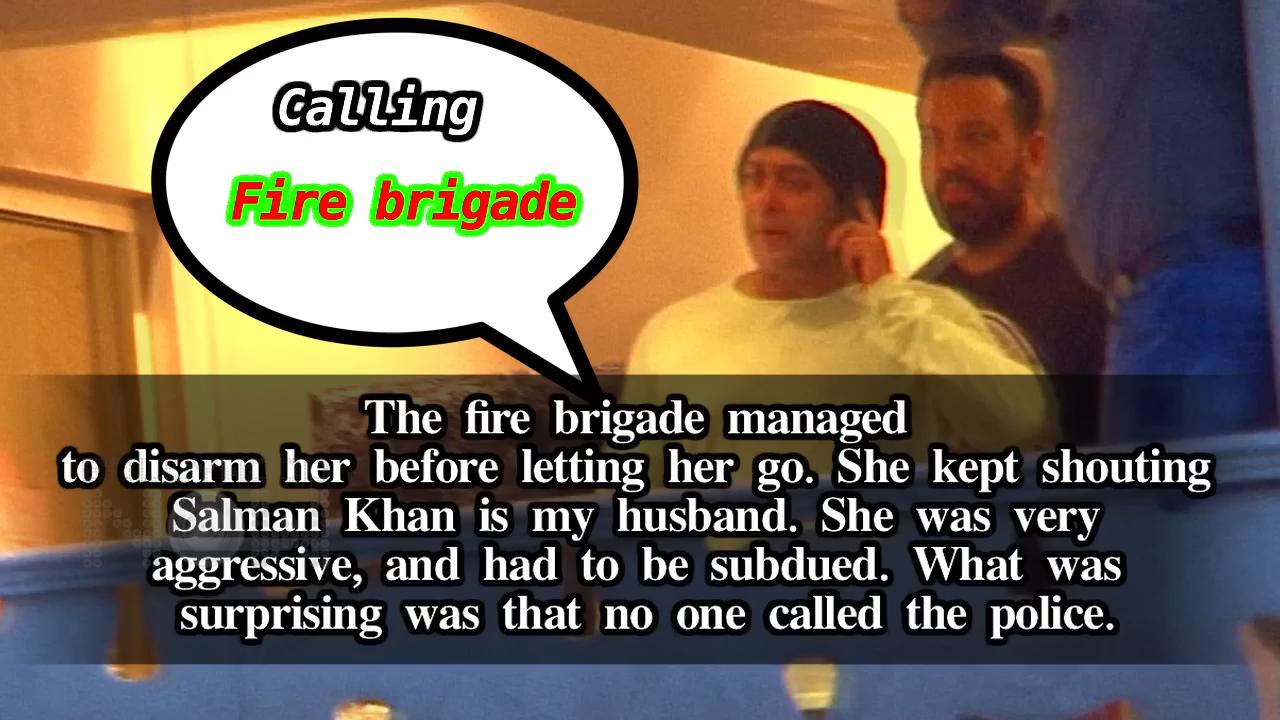 Calling
Fire brigade
The fire brigade managed
to disarm her before letting her go. She kept shouting
Salman Khan is my husband. She was very
aggressive, and had to be subdued. What was
surprising was that no one called the police.